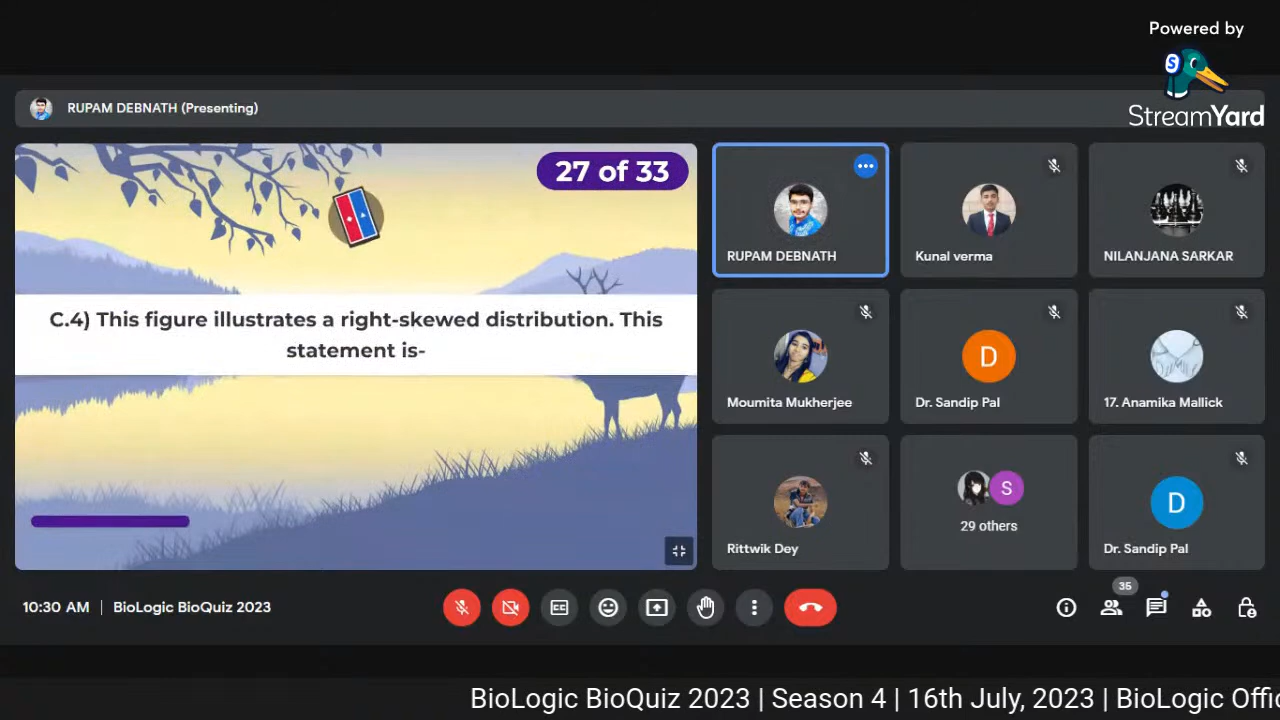 Powered by
StreamYard
RUPAM DEBNATH (Presenting)
27 of 33
C.4) This figure illustrates a right-skewed distribution. This
statement is-
RUPAM DEBNATH
Kunal verma
NILANJANA SARKAR
Moumita Mukherjee
D
Dr. Sandip Pal
17. Anamika Mallick
Rittwik Dey
S
29 others
D
Dr. Sandip Pal
10:30 AM | BioLogic BioQuiz 2023
35
BioLogic BioQuiz 2023 | Season 4 | 16th July, 2023 | BioLogic Offic